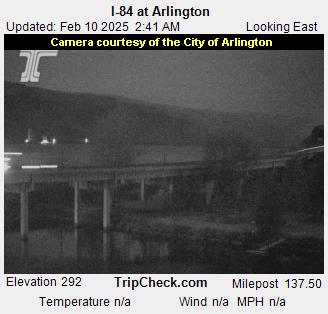 I-84 at Arlington
Updated: Feb 10 2025 2:41 AM Looking East
Camera courtesy of the City of Arlington
Elevation 292 TripCheck.com Milepost 137.50
Temperature n/a Wind n/a MPH n/a